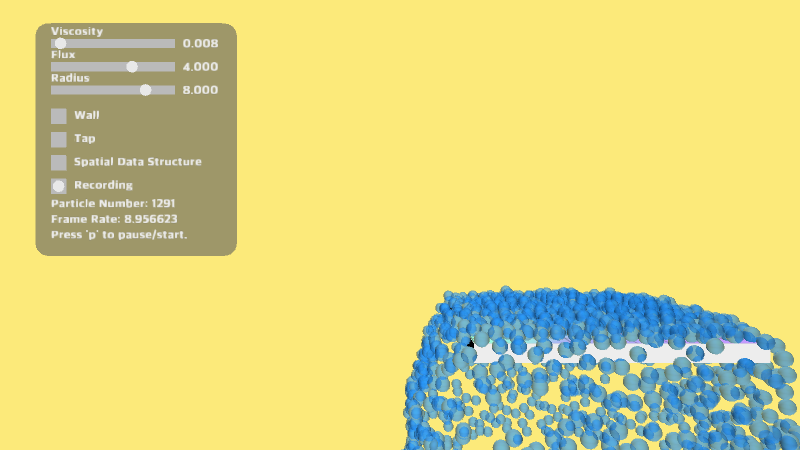 Viscosity
0.008
Flux
4.000
Radius
8.000
Wall
Tap
Spatial Data Structure
Recording
Particle Number: 1291
Frame Rate: 8.956623
Press 'p' to pause/start.